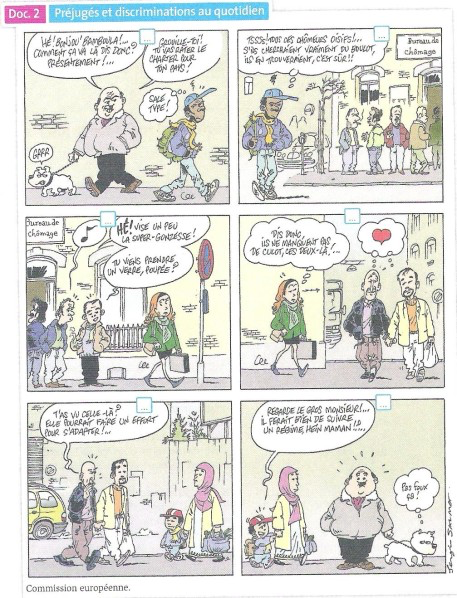 Doc. 2 Préjugés et discriminations au quotidien
...
HÉ! BONJOU' BAMBOULA!..
COMMENT ÇA VA LÀ DIS DONC?
PRÉSENTEMENT!...
GROUILLE-TOI!
TU VAS RATER LE
CHARTER POUR
TON PAYS!
SALE
TYPE!
GRRR
...
TSSS! TOUS CES CHÔMEURS OISIFS!...
S'ILS CHERCHAIENT VRAIMENT DU BOULOT,
ILS EN TROUVERAIENT, C'EST SÛR!!
Bureau de
Chômage
Bureau de
Chômage
...
HÉ! VISE UN PEU
LA SUPER-GONZESSE!
TU VIENS PRENDRE
UN VERRE, POUPÉE?
...
DIS DONC,
ILS NE MANQUENT PAS
DE CULOT, CES DEUX-LÀ!...
...
T'AS VU CELLE-LÀ?
ELLE POURRAIT FAIRE UN EFFORT
POUR S'ADAPTER!...
...
REGARDE LE GROS MONSIEUR!...
IL FERAIT BIEN DE SUIVRE
UN RÉGIME, HEIN MAMAN!?..
Pas faux
ça!
Sergio Salma
Commission européenne.